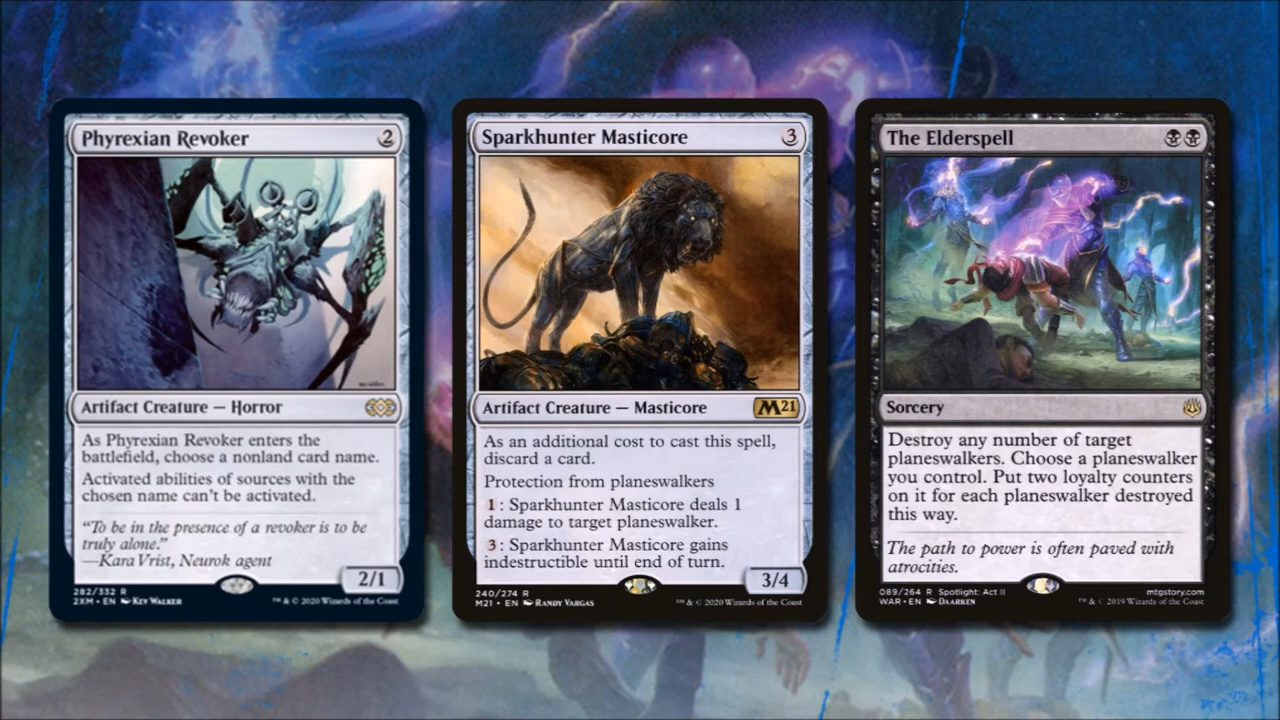 Phyrexian Revoker 2
Artifact Creature — Horror
As Phyrexian Revoker enters the
battlefield, choose a nonland card name.
Activated abilities of sources with the
chosen name can't be activated.
“To be in the presence of a revoker is to be
truly alone.”
—Kara Vrist, Neurok agent
2/1
282/332 R
2XM • EN Kev Walker
™ & © 2020 Wizards of the Coast
Sparkhunter Masticore 3
Artifact Creature — Masticore M21
As an additional cost to cast this spell,
discard a card.
Protection from planeswalkers
1: Sparkhunter Masticore deals 1
damage to target planeswalker.
3: Sparkhunter Masticore gains
indestructible until end of turn.
3/4
240/274 R
M21 • EN Randy Vargas
™ & © 2020 Wizards of the Coast
The Elderspell
Sorcery
Destroy any number of target
planeswalkers. Choose a planeswalker
you control. Put two loyalty counters
on it for each planeswalker destroyed
this way.
The path to power is often paved with
atrocities.
089/264 R Spotlight: Act II
mtgstory.com
WAR • EN Daarken
™ & © 2019 Wizards of the Coast